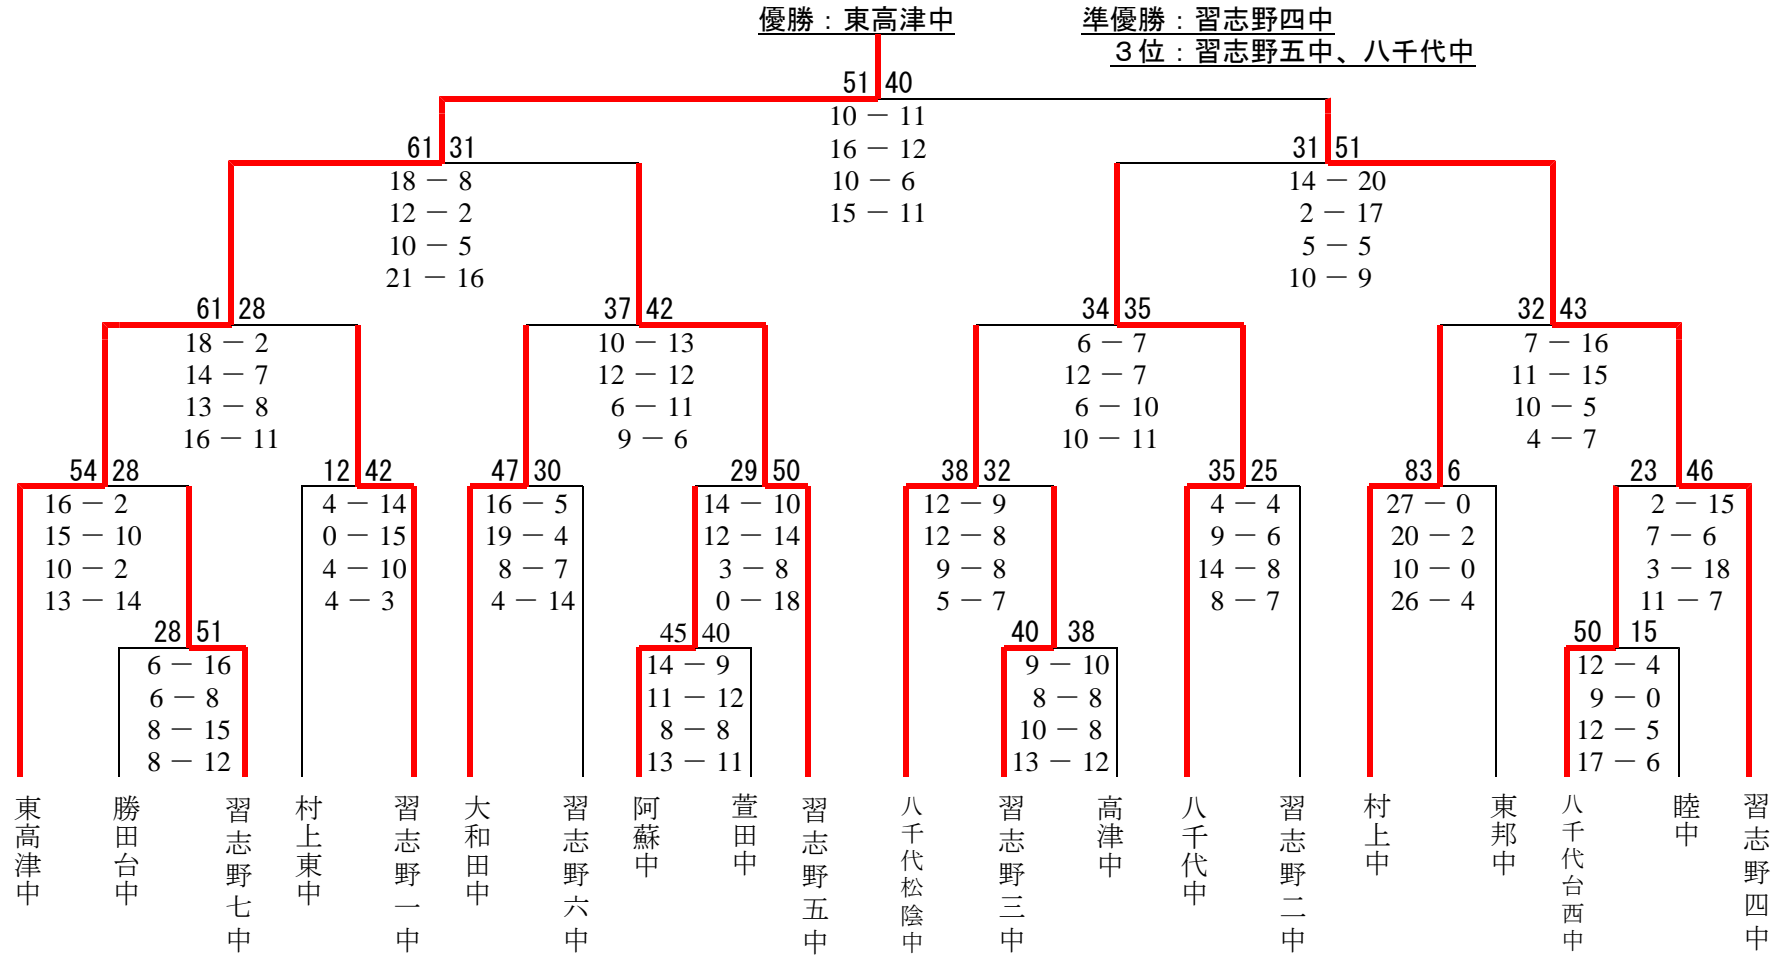 優勝：東高津中　準優勝：習志野四中
３位：習志野五中、八千代中
51 40
10 － 11
16 － 12
10 － 6
15 － 11
61 31
18 － 8
12 － 2
10 － 5
21 － 16
31 51
14 － 20
2 － 17
5 － 5
10 － 9
61 28
18 － 2
14 － 7
13 － 8
16 － 11
37 42
10 － 13
12 － 12
6 － 11
9 － 6
34 35
6 － 7
12 － 7
6 － 10
10 － 11
32 43
7 － 16
11 － 15
10 － 5
4 － 7
54 28
16 － 2
15 － 10
10 － 2
13 － 14
12 42
4 － 14
0 － 15
4 － 10
4 － 3
47 30
16 － 5
19 － 4
8 － 7
4 － 14
29 50
14 － 10
12 － 14
3 － 8
0 － 18
38 32
12 － 9
12 － 8
9 － 8
5 － 7
35 25
4 － 4
9 － 6
14 － 8
8 － 7
83 6
27 － 0
20 － 2
10 － 0
26 － 4
23 46
2 － 15
7 － 6
3 － 18
11 － 7
28 51
6 － 16
6 － 8
8 － 15
8 － 12
45 40
14 － 9
11 － 12
8 － 8
13 － 11
40 38
9 － 10
8 － 8
10 － 8
13 － 12
50 15
12 － 4
9 － 0
12 － 5
17 － 6
東高津中
勝田台中
習志野七中
村上東中
習志野一中
大和田中
習志野六中
阿蘇中
萱田中
習志野五中
八千代松陰中
習志野三中
高津中
八千代中
習志野二中
村上中
東邦中
八千代台西中
睦中
習志野四中